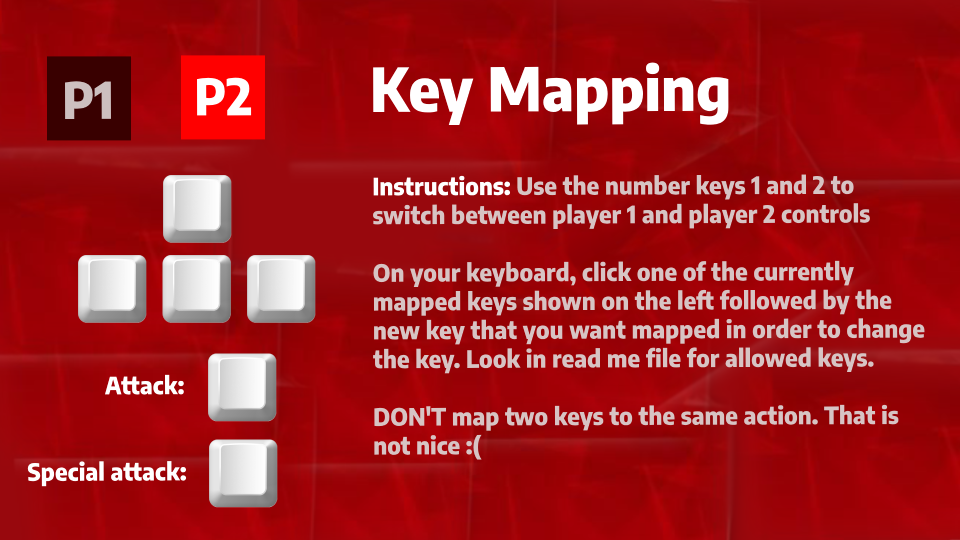 P1 P2
Key Mapping
Instructions: Use the number keys 1 and 2 to
switch between player 1 and player 2 controls
On your keyboard, click one of the currently
mapped keys shown on the left followed by the
new key that you want mapped in order to change
the key. Look in read me file for allowed keys.
DON'T map two keys to the same action. That is
not nice :(
Attack:
Special attack: